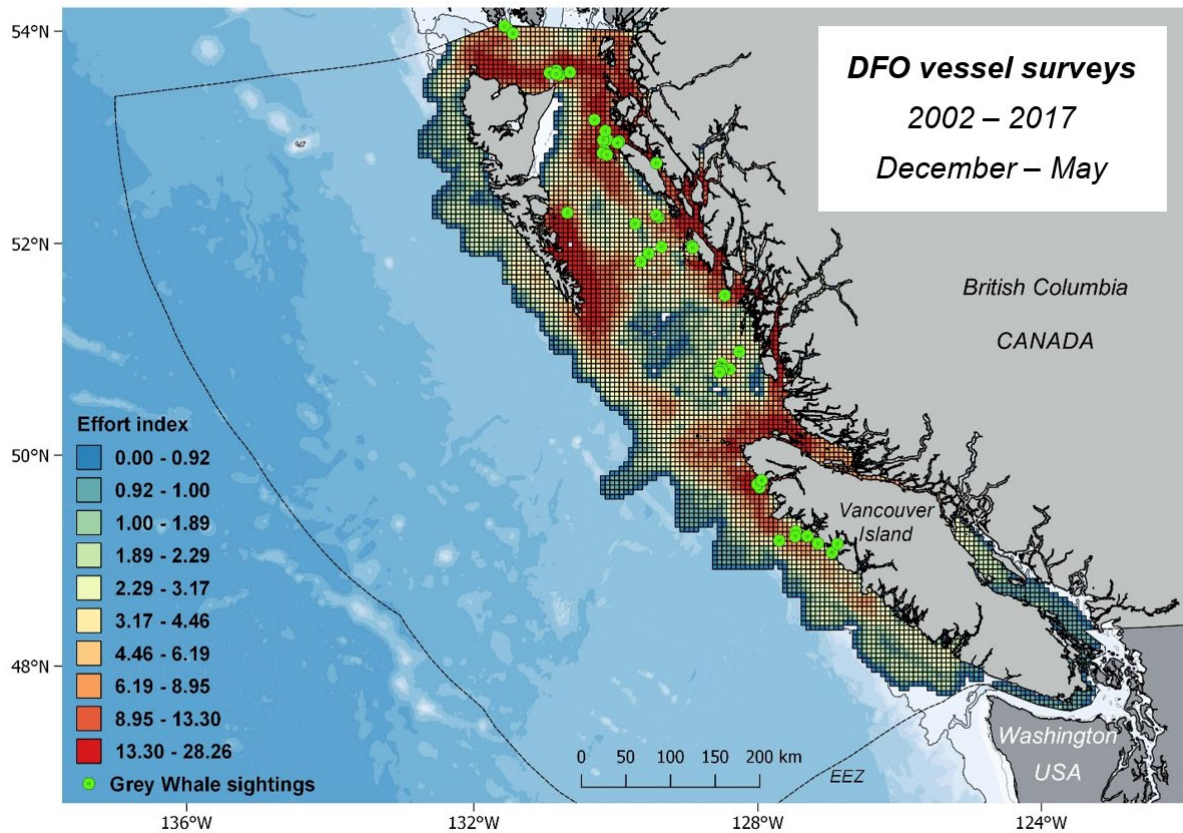 54°N
52°N
50°N
48°N
DFO vessel surveys
2002 – 2017
December – May
British Columbia
CANADA
Vancouver
Island
Effort index
0.00 - 0.92
0.92 - 1.00
1.00 - 1.89
1.89 - 2.29
2.29 - 3.17
3.17 - 4.46
4.46 - 6.19
6.19 - 8.95
8.95 - 13.30
13.30 - 28.26
Grey Whale sightings
0 50 100 150 200 km
EEZ
Washington
USA
136°W
132°W
128°W
124°W